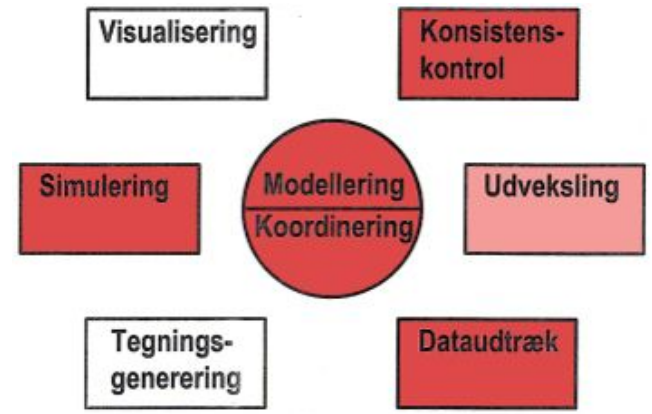 Visualisering
Konsistens-
kontrol
Simulering
Modellering
Koordinering
Udveksling
Tegnings-
generering
Dataudtræk